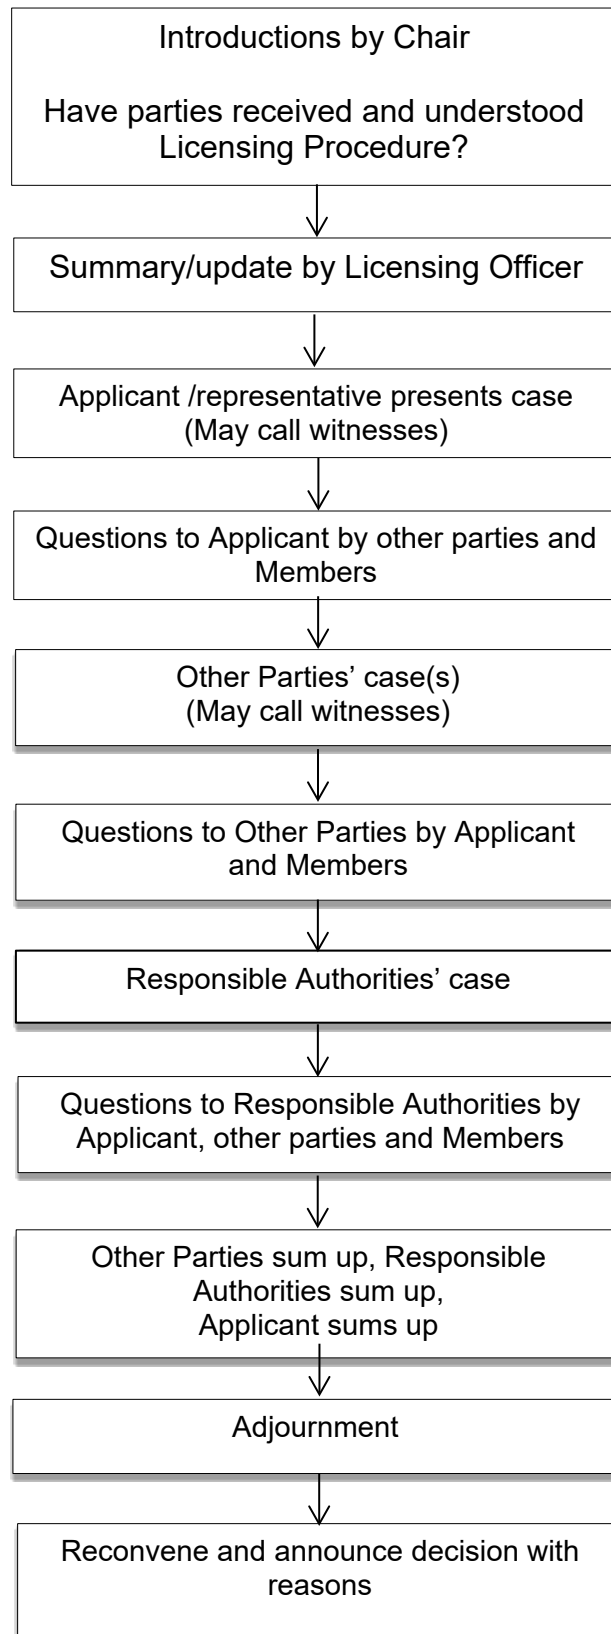 Introductions by Chair
Have parties received and understood
Licensing Procedure?
Summary/update by Licensing Officer
Applicant /representative presents case
(May call witnesses)
Questions to Applicant by other parties and
Members
Other Parties’ case(s)
(May call witnesses)
Questions to Other Parties by Applicant
and Members
Responsible Authorities’ case
Questions to Responsible Authorities by
Applicant, other parties and Members
Other Parties sum up, Responsible
Authorities sum up,
Applicant sums up
Adjournment
Reconvene and announce decision with
reasons